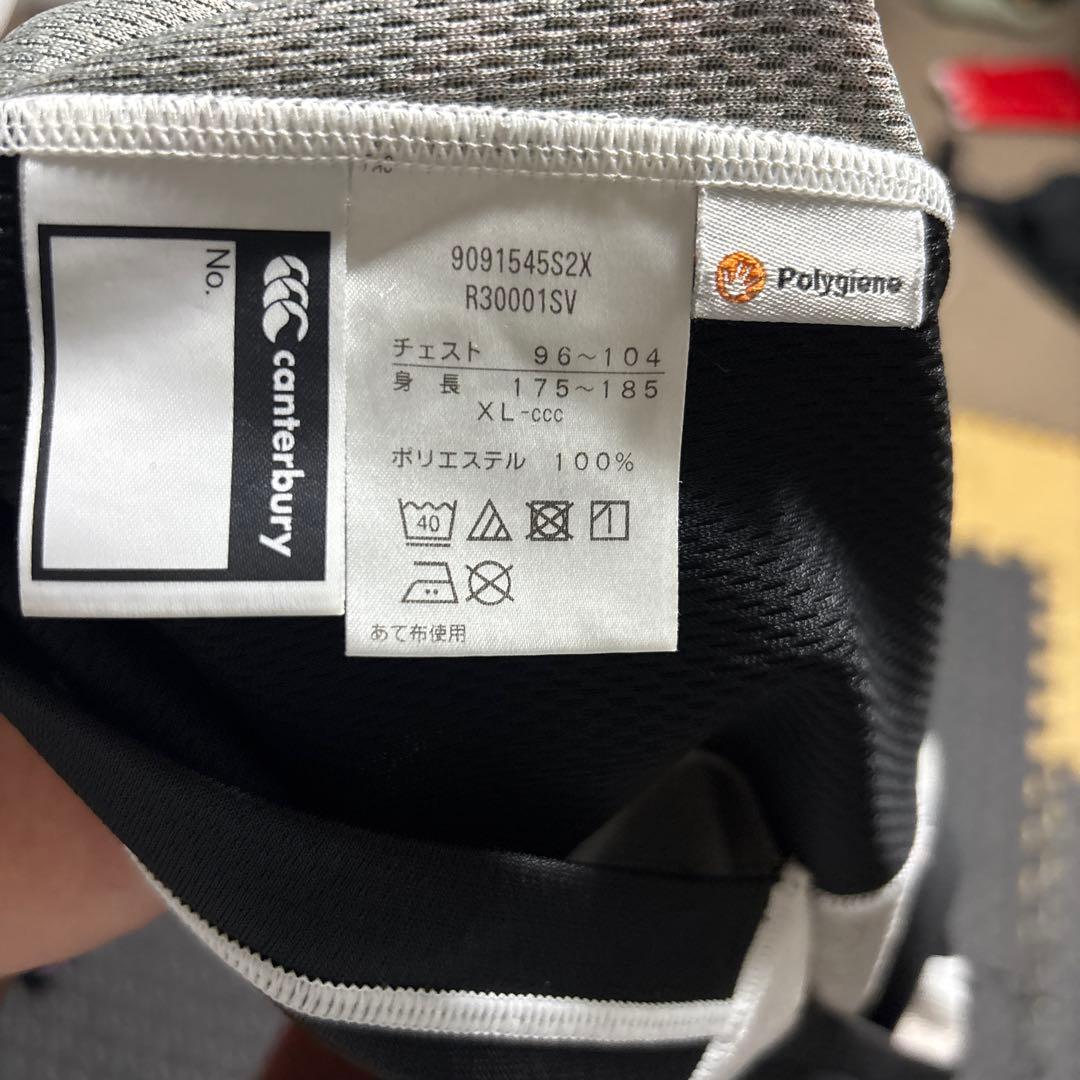 No.
canterbury
9091545S2X
R30001SV
チェスト 96~104
身長 175~185
XL-ccc
ポリエステル 100%
40
あて布使用
Polygiene